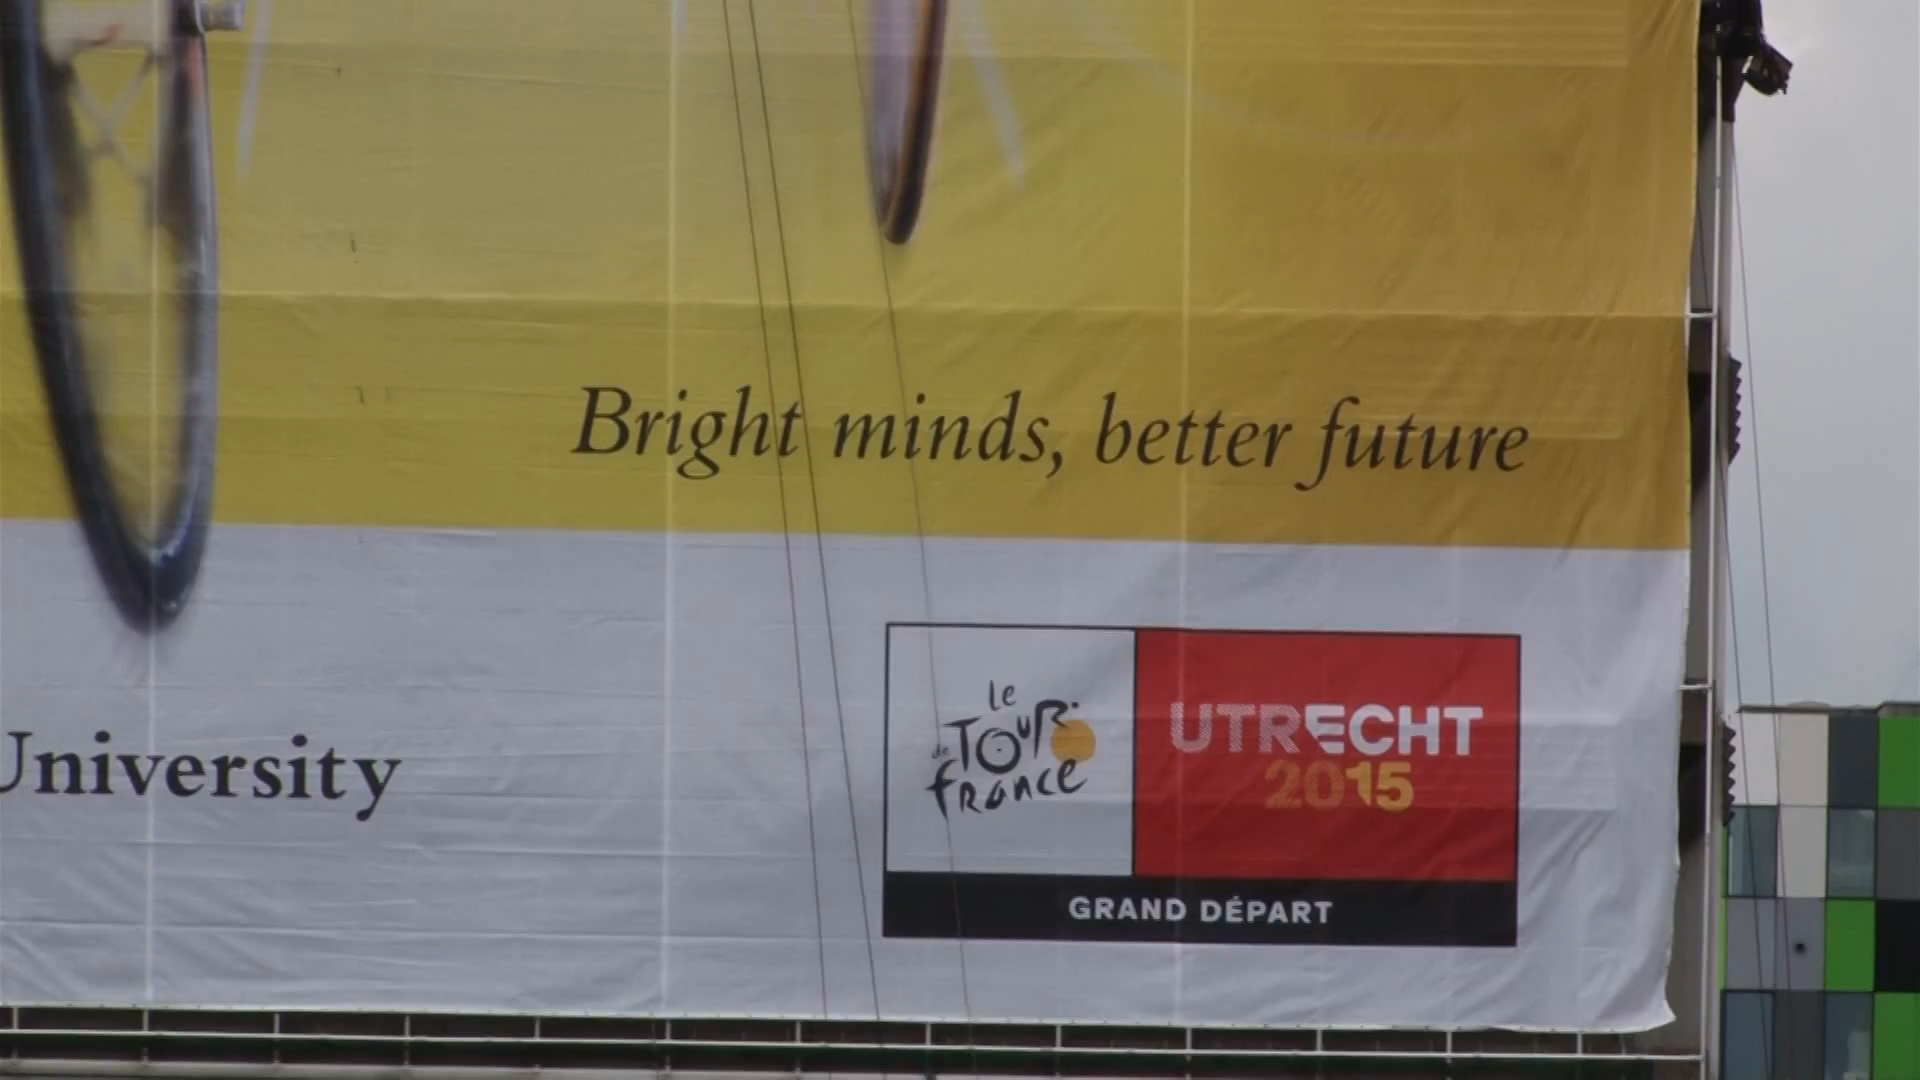 Bright minds, better future
University
le
TOUR
de
FRANCE
UTRECHT
2015
GRAND DÉPART